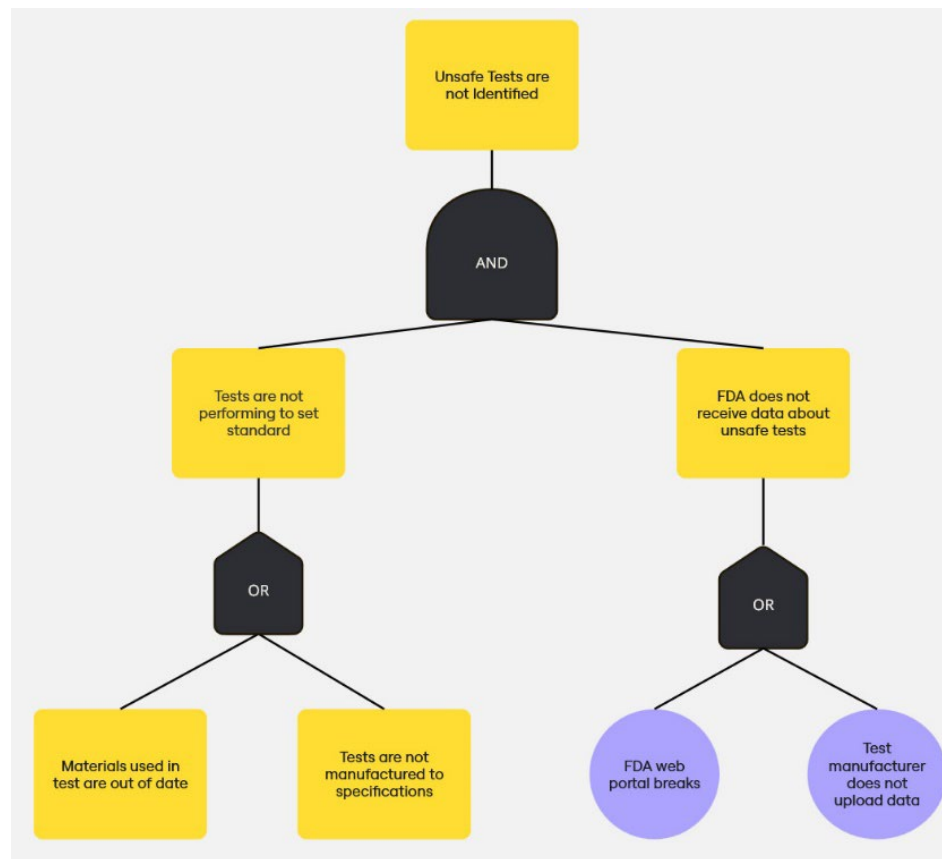 Unsafe Tests are
not Identified
AND
Tests are not
performing to set
standard
FDA does not
receive data about
unsafe tests
OR
OR
Materials used in
test are out of date
Tests are not
manufactured to
specifications
FDA web
portal breaks
Test
manufacturer
does not
upload data